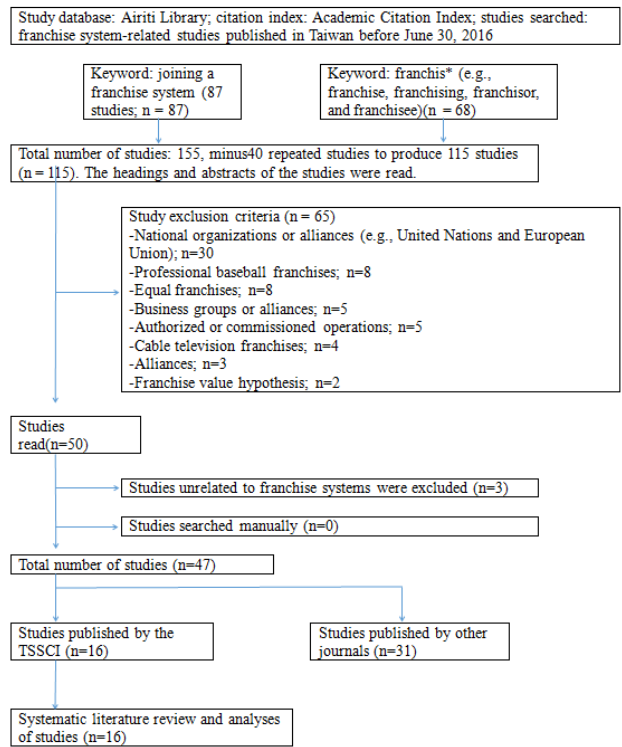 Study database: Airiti Library; citation index: Academic Citation Index; studies searched:
franchise system-related studies published in Taiwan before June 30, 2016
Keyword: joining a
franchise system (87
studies; n = 87)
Keyword: franchis* (e.g.,
franchise, franchising, franchisor,
and franchisee)(n = 68)
Total number of studies: 155, minus40 repeated studies to produce 115 studies
(n = 115). The headings and abstracts of the studies were read.
Study exclusion criteria (n = 65)
-National organizations or alliances (e.g., United Nations and European
Union); n=30
-Professional baseball franchises; n=8
-Equal franchises; n=8
-Business groups or alliances; n=5
-Authorized or commissioned operations; n=5
-Cable television franchises; n=4
-Alliances; n=3
-Franchise value hypothesis; n=2
Studies
read(n=50)
Studies unrelated to franchise systems were excluded (n=3)
Studies searched manually (n=0)
Total number of studies (n=47)
Studies published by the
TSSCI (n=16)
Studies published by other
journals (n=31)
Systematic literature review and analyses
of studies (n=16)